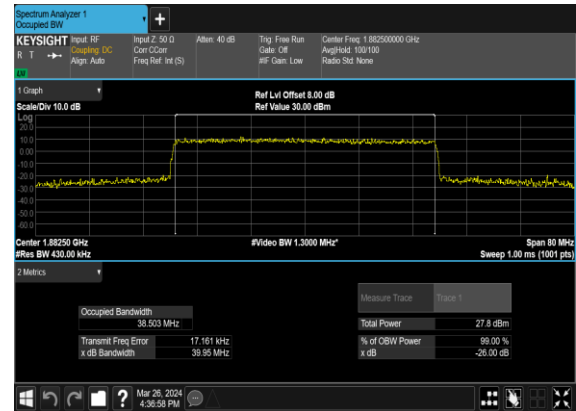 Spectrum Analyzer 1
Occupied BW
KEYSIGHT
R T
LXI
Input: RF
Coupling: DC
Align: Auto
Input Z: 50 Ω
Corr CCorr
Freq Ref: Int (S)
Atten: 40 dB
Trig: Free Run
Gate: Off
#IF Gain: Low
Center Freq: 1.882500000 GHz
Avg|Hold: 100/100
Radio Std: None
1 Graph
Scale/Div 10.0 dB
Ref Lvl Offset 8.00 dB
Ref Value 30.00 dBm
Log
20.0
10.0
0.00
-10.0
-20.0
-30.0
-40.0
-50.0
-60.0
Center 1.88250 GHz
#Res BW 430.00 kHz
#Video BW 1.3000 MHz*
Span 80 MHz
Sweep 1.00 ms (1001 pts)
2 Metrics
Measure Trace Trace 1
Occupied Bandwidth
38.503 MHz
Total Power 27.8 dBm
Transmit Freq Error 17.161 kHz
% of OBW Power 99.00 %
x dB Bandwidth 39.95 MHz
x dB -26.00 dB
Mar 26, 2024
4:36:58 PM